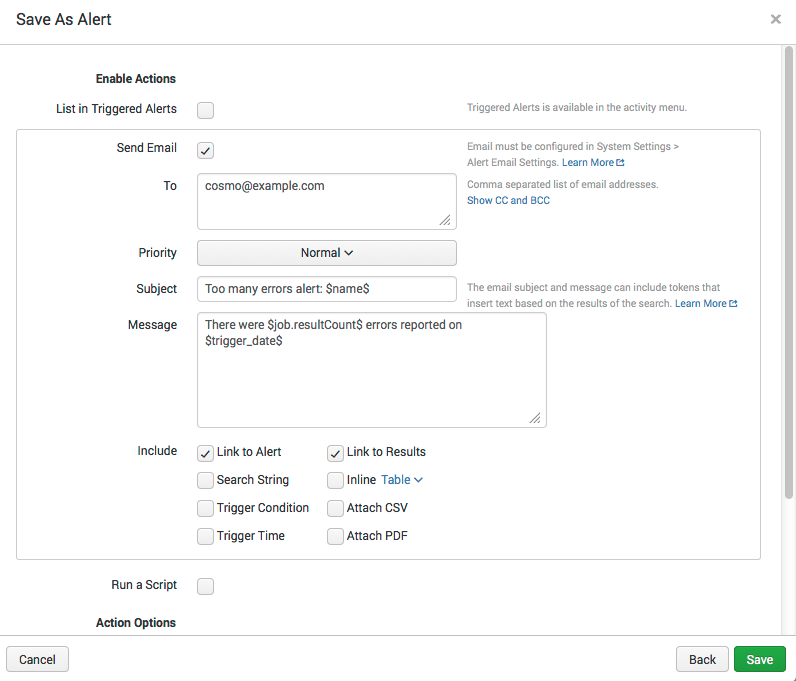 Save As Alert
Enable Actions
List in Triggered Alerts
Triggered Alerts is available in the activity menu.
Send Email
Email must be configured in System Settings >
Alert Email Settings. Learn More
To
cosmo@example.com
Comma separated list of email addresses.
Show CC and BCC
Priority
Normal
Subject
Too many errors alert: $name$
The email subject and message can include tokens that
insert text based on the results of the search. Learn More
Message
There were $job.resultCount$ errors reported on
$trigger_date$
Include
Link to Alert
Link to Results
Search String
Inline Table
Trigger Condition
Attach CSV
Trigger Time
Attach PDF
Run a Script
Action Options
Cancel
Back
Save